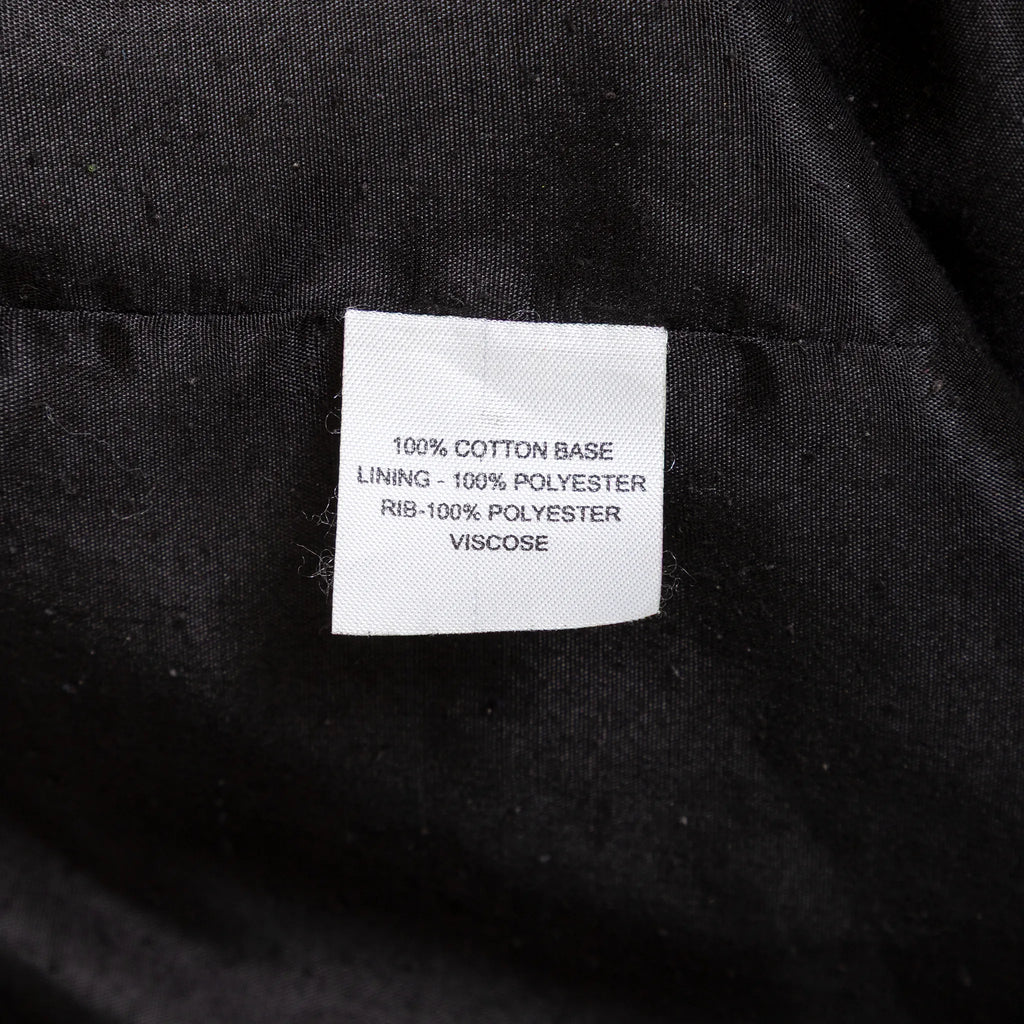 100% COTTON BASE
LINING - 100% POLYESTER
RIB-100% POLYESTER
VISCOSE